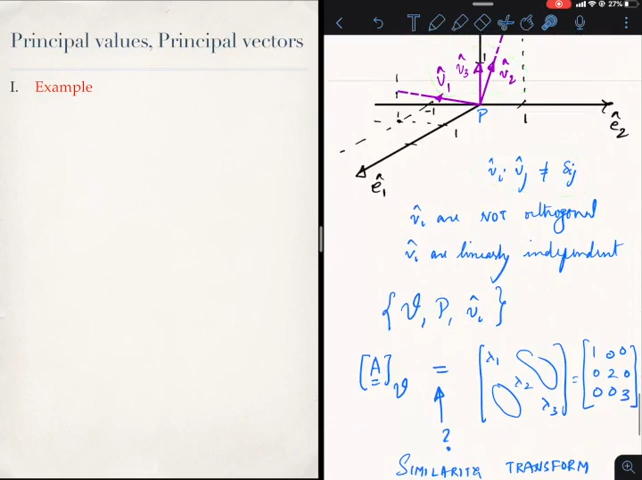 27%
Principal values, Principal vectors
I. Example
T
1
v̂₁ v̂₃ v̂₂
P
-1
1
1
ê₂
ê₁
v̂ᵢ · v̂ⱼ ≠ δᵢⱼ
v̂ᵢ are NOT orthogonal
v̂ᵢ are linearly independent
{ 𝒱, P, v̂ᵢ }
[A]𝒱 = [ λ₁ λ₂ λ₃ ] = [ 1 0 0
0 2 0
0 0 3 ]
?
SIMILARITY TRANSFORM